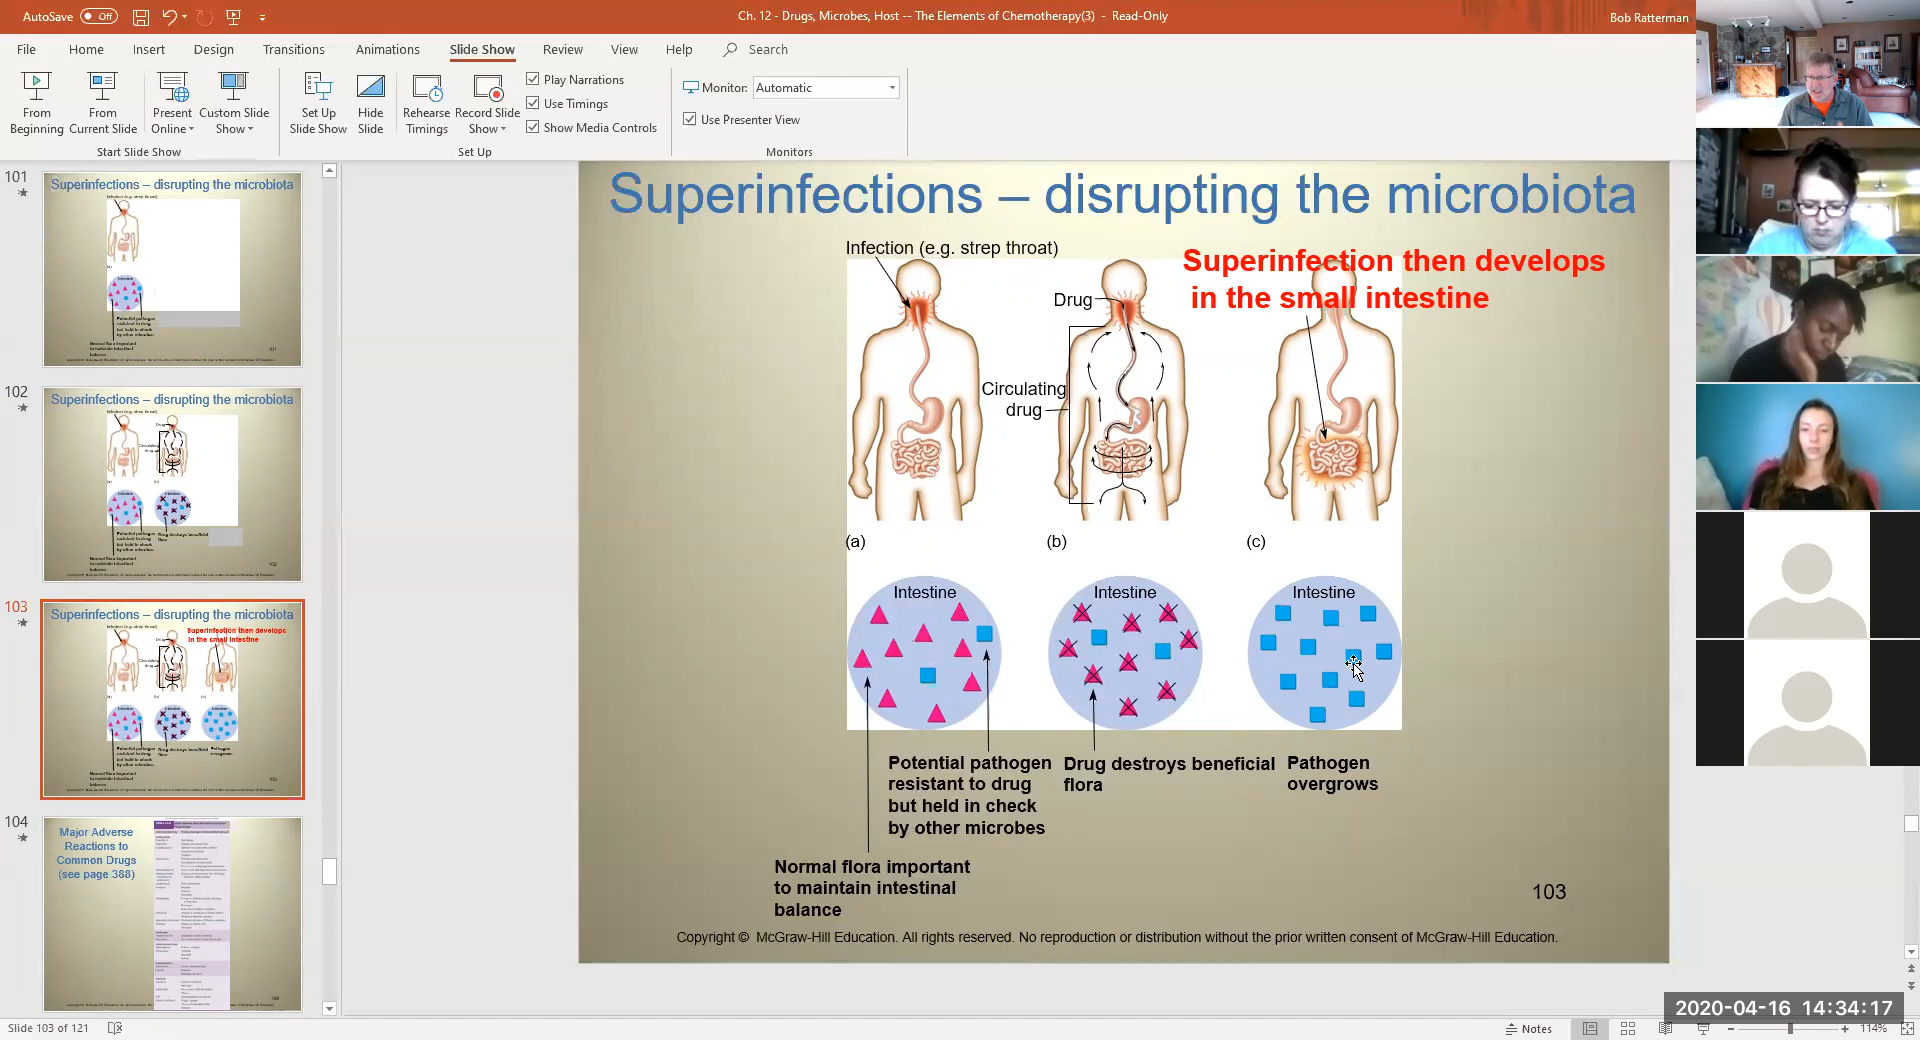 AutoSave Off
Ch. 12 - Drugs, Microbes, Host -- The Elements of Chemotherapy(3) - Read-Only
Bob Ratterman
File Home Insert Design Transitions Animations Slide Show Review View Help Search
From Beginning
From Current Slide
Present Online
Custom Slide Show
Start Slide Show
Set Up Slide Show
Hide Slide
Rehearse Timings
Record Slide Show
Play Narrations
Use Timings
Show Media Controls
Set Up
Monitor: Automatic
Use Presenter View
Monitors
101
Superinfections – disrupting the microbiota
102
Superinfections – disrupting the microbiota
103
Superinfections – disrupting the microbiota
Superinfection then develops
in the small intestine
104
Major Adverse
Reactions to
Common Drugs
(see page 388)
Superinfections – disrupting the microbiota
Infection (e.g. strep throat)
Superinfection then develops
in the small intestine
Drug
Circulating
drug
(a)
(b)
(c)
Intestine
Intestine
Intestine
Potential pathogen
resistant to drug
but held in check
by other microbes
Drug destroys beneficial
flora
Pathogen
overgrows
Normal flora important
to maintain intestinal
balance
103
Copyright © McGraw-Hill Education. All rights reserved. No reproduction or distribution without the prior written consent of McGraw-Hill Education.
2020-04-16 14:34:17
Slide 103 of 121
Notes
114%